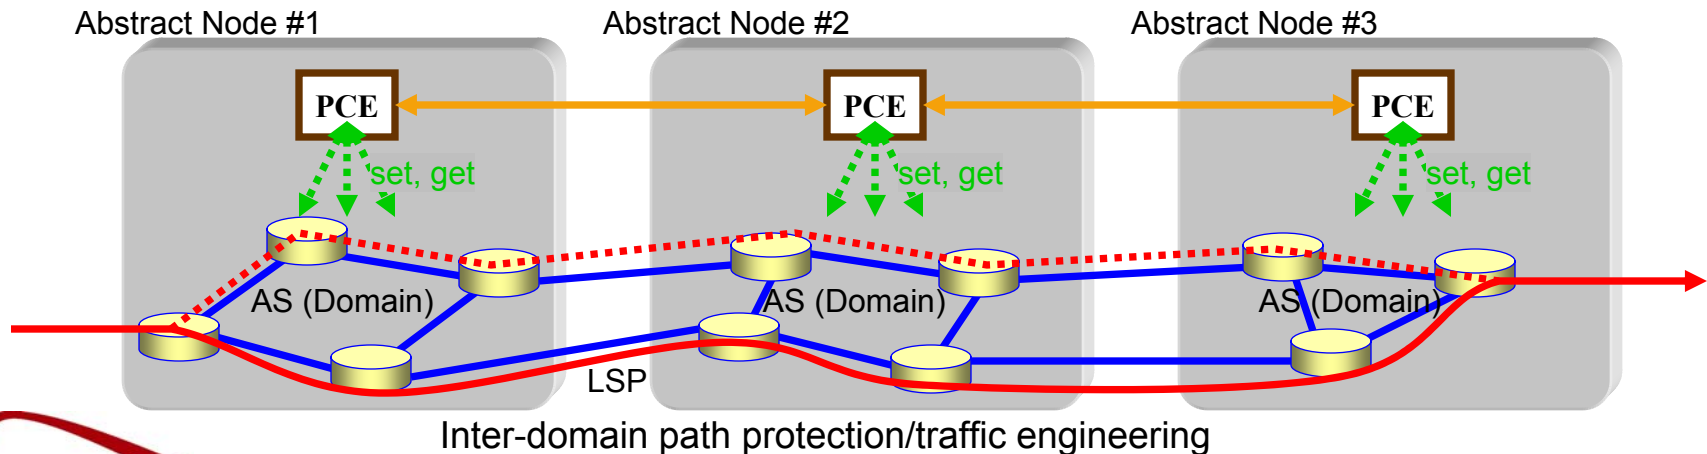 Abstract Node #1
Abstract Node #2
Abstract Node #3
PCE
PCE
PCE
set, get
set, get
set, get
AS (Domain)
AS (Domain)
AS (Domain)
LSP
Inter-domain path protection/traffic engineering